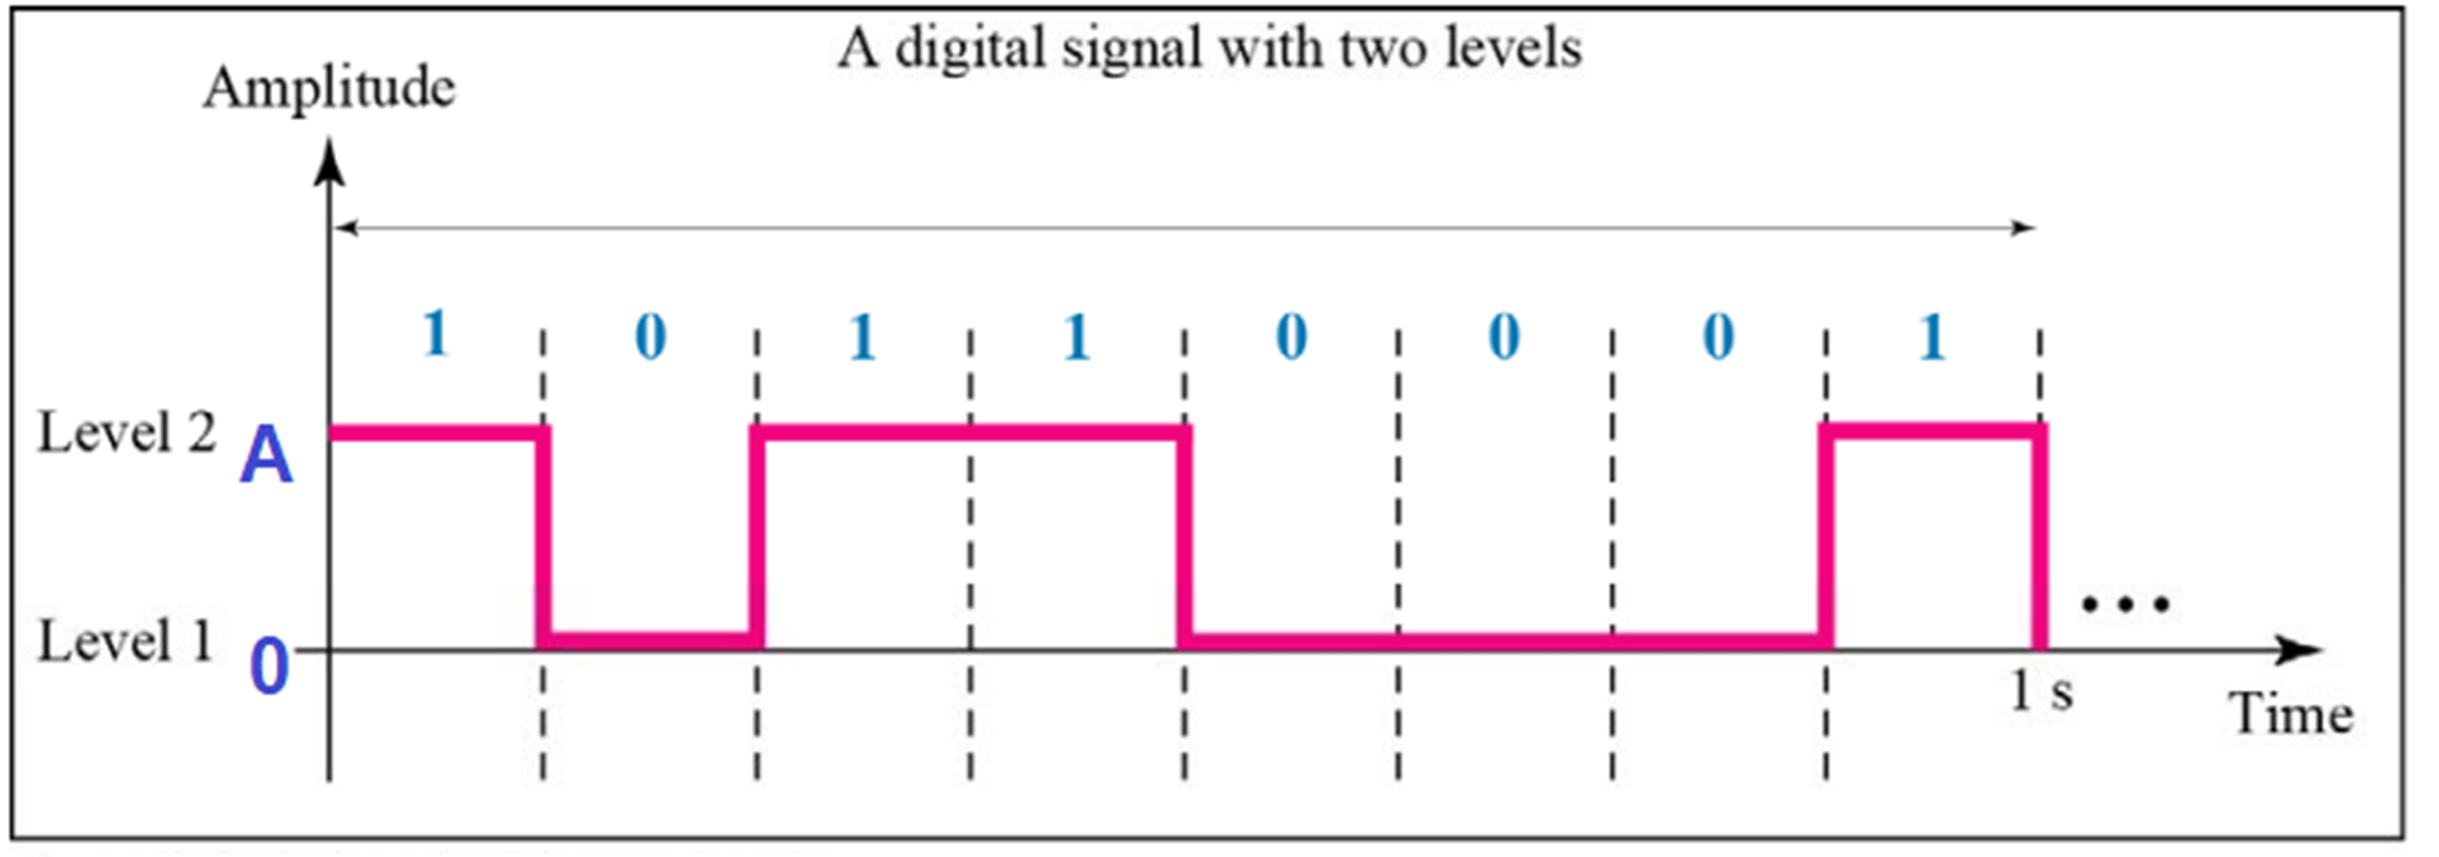 A digital signal with two levels
Amplitude
1 0 1 1 0 0 0 1
Level 2 A
Level 1 0
1 s
Time